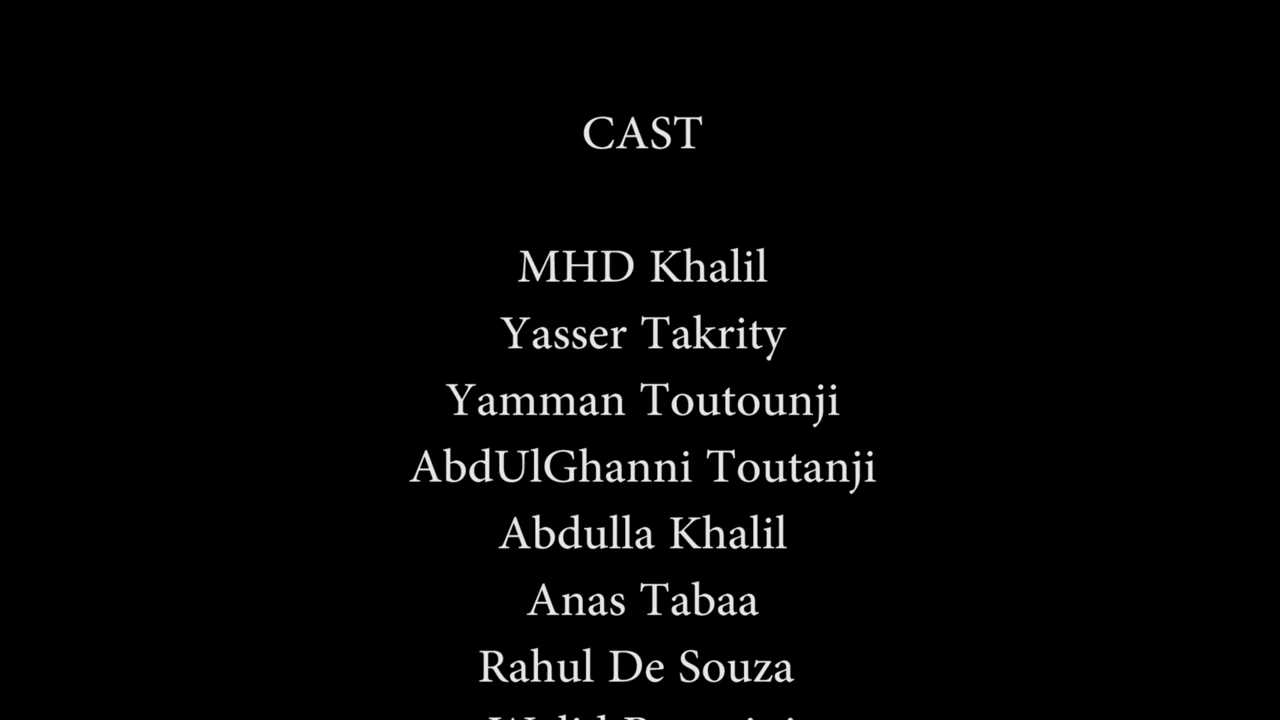 CAST
MHD Khalil
Yasser Takrity
Yamman Toutounji
AbdUlGhanni Toutanji
Abdulla Khalil
Anas Tabaa
Rahul De Souza